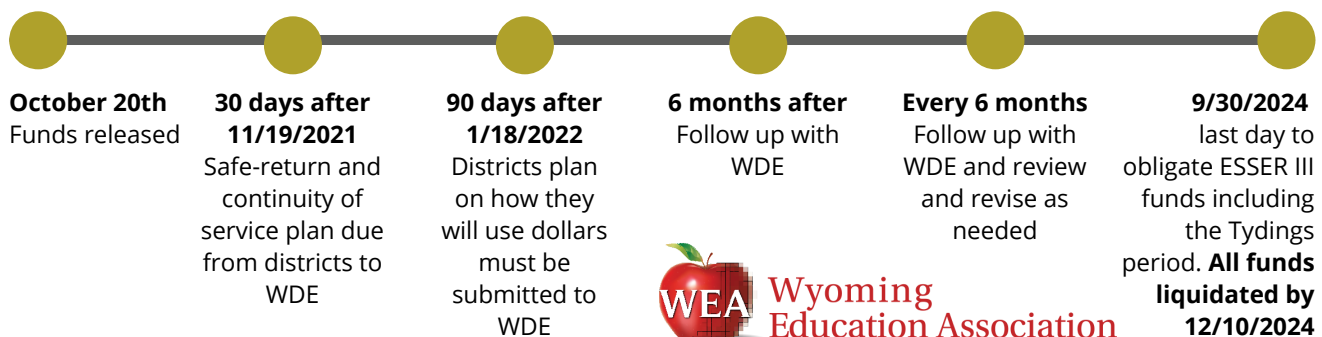 October 20th
Funds released
30 days after
11/19/2021
Safe-return and
continuity of
service plan due
from districts to
WDE
90 days after
1/18/2022
Districts plan
on how they
will use dollars
must be
submitted to
WDE
6 months after
Follow up with
WDE
Every 6 months
Follow up with
WDE and review
and revise as
needed
9/30/2024
last day to
obligate ESSER III
funds including
the Tydings
period. All funds
liquidated by
12/10/2024
WEA
Wyoming
Education Association